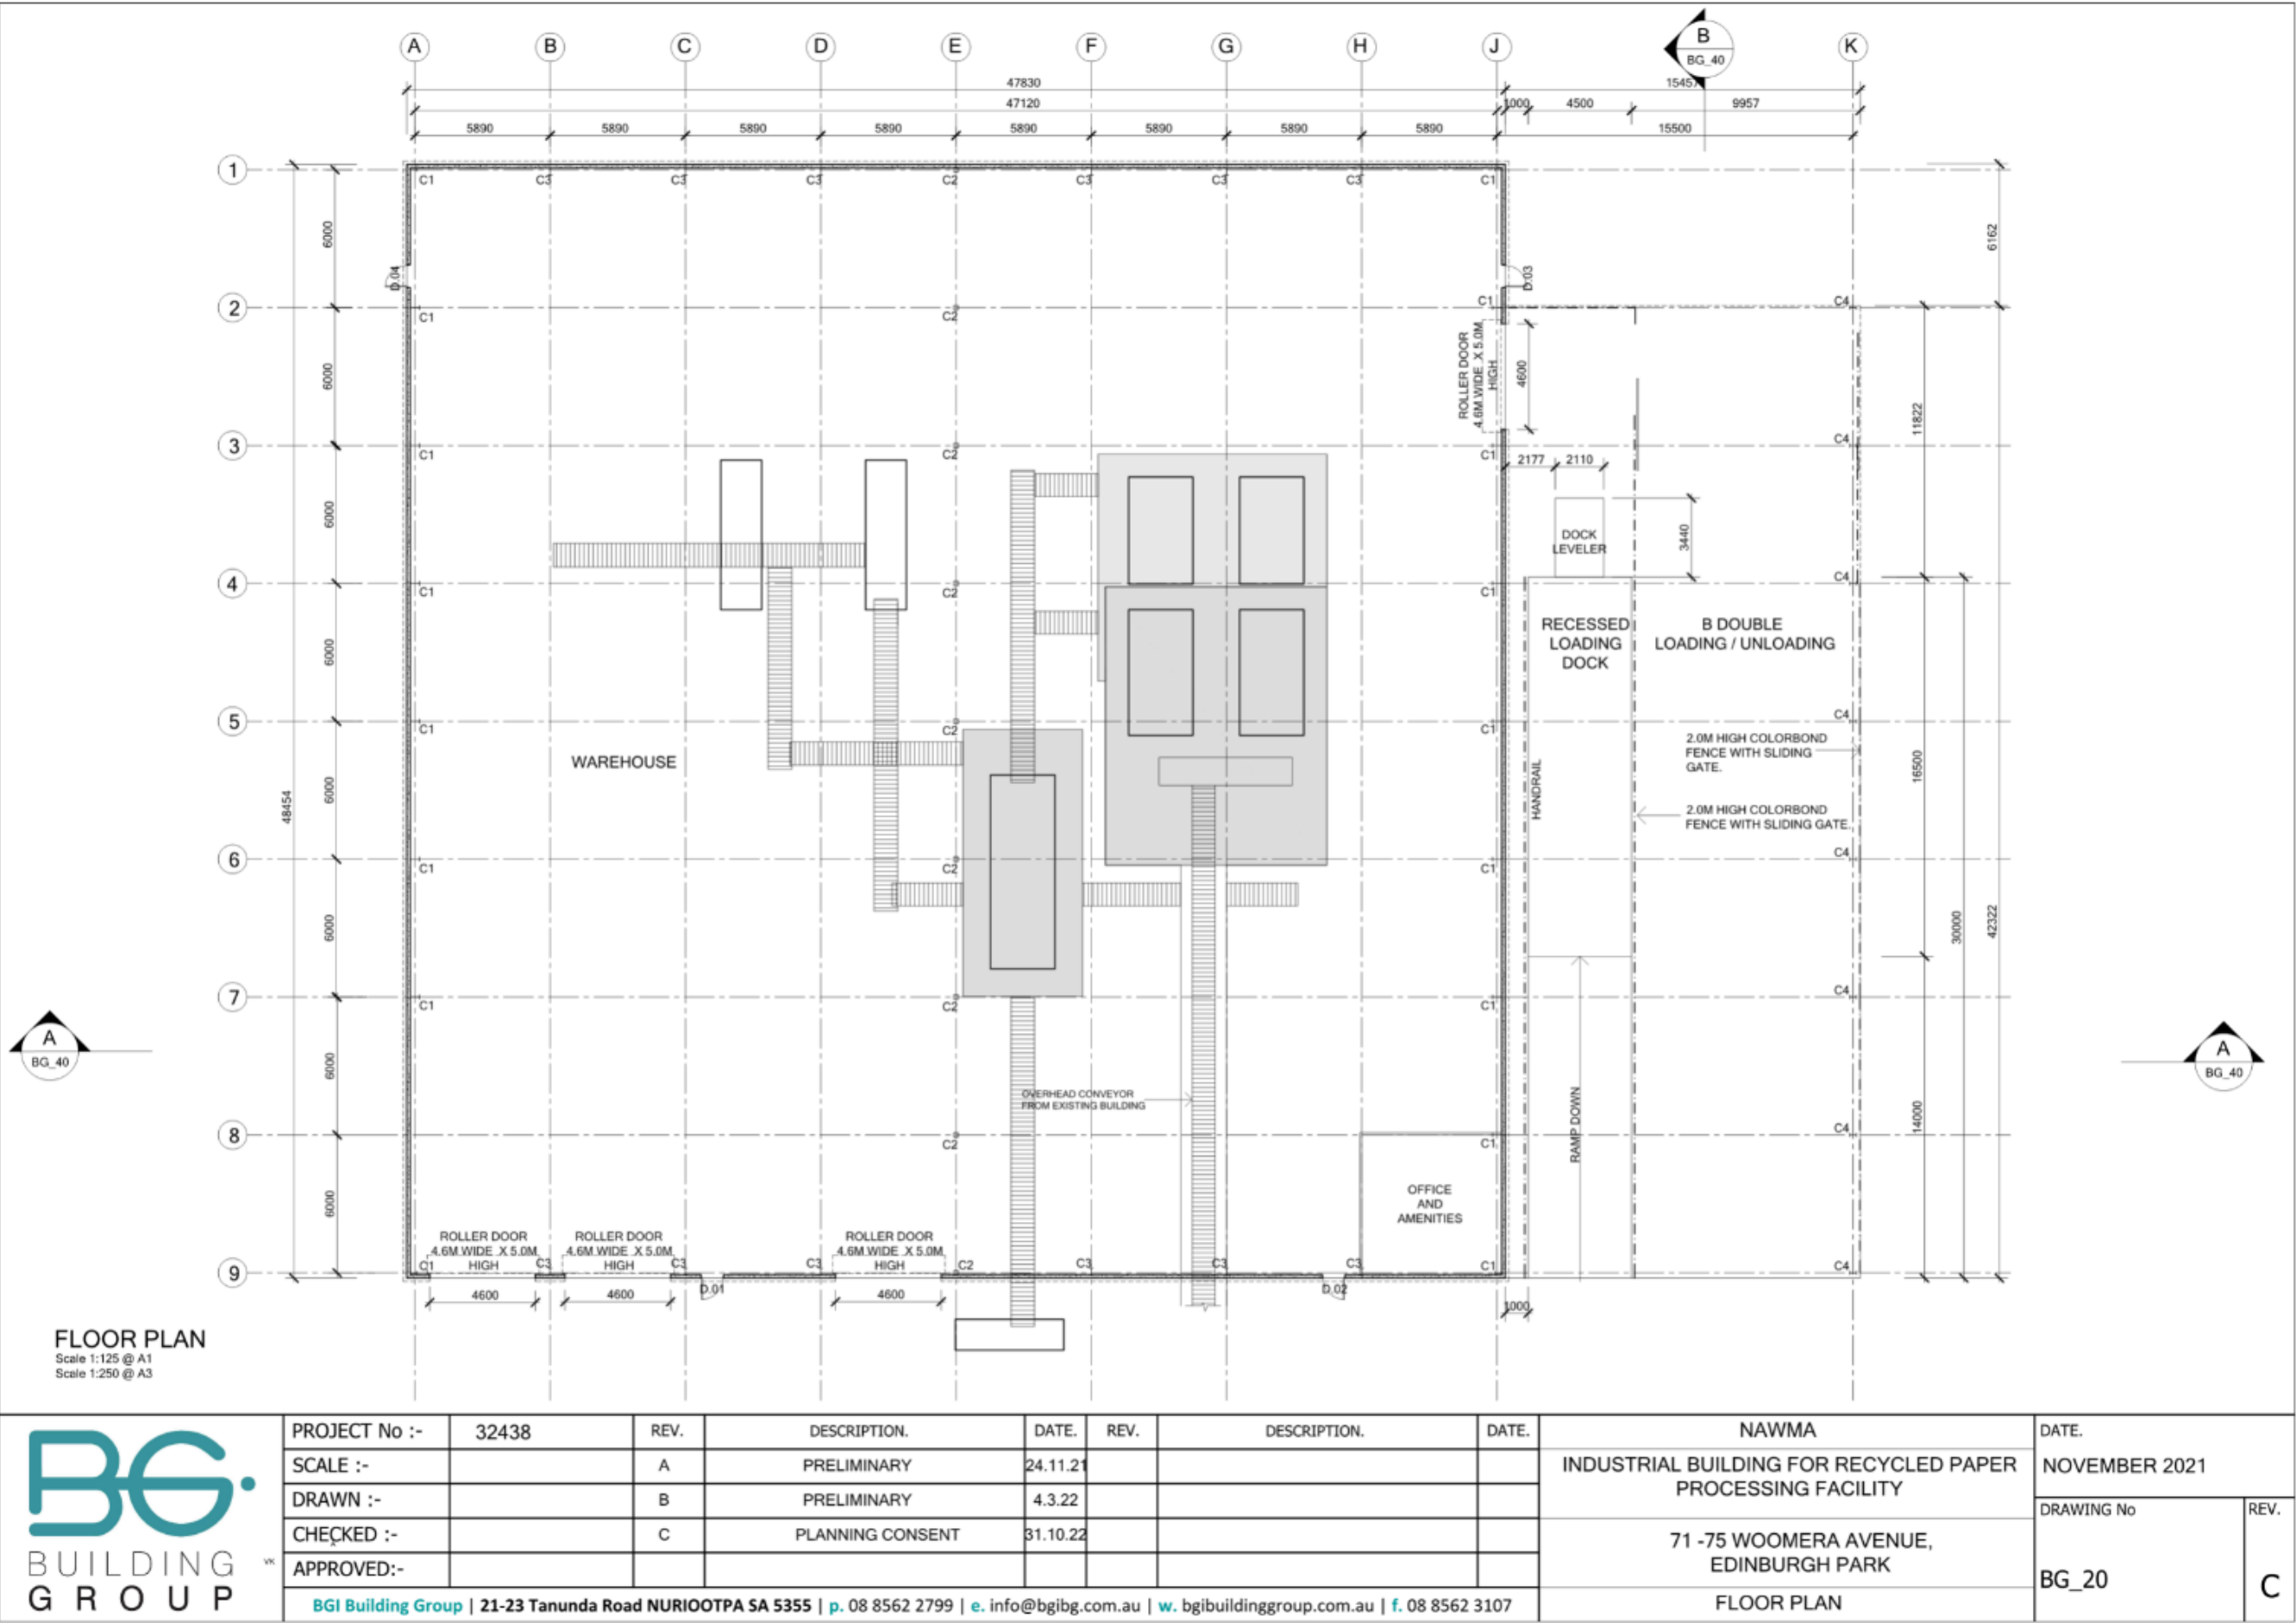 A
B
C
D
E
F
G
H
J
B
BG_40
K
47830
15457
47120
1000
4500
9957
5890
5890
5890
5890
5890
5890
5890
5890
15500
1
C1
C3
C3
C3
C2
C3
C3
C3
C1
6000
6162
D.04
D.03
2
C1
C2
C1
C4
6000
ROLLER DOOR
4.6M WIDE X 5.0M
HIGH
4600
11822
3
C1
C2
C1
C4
2177
2110
6000
DOCK
LEVELER
3440
4
C1
C2
C1
C4
RECESSED
LOADING
DOCK
B DOUBLE
LOADING / UNLOADING
6000
5
C1
C2
C1
C4
WAREHOUSE
2.0M HIGH COLORBOND
FENCE WITH SLIDING
GATE.
HANDRAIL
16500
48454
6000
2.0M HIGH COLORBOND
FENCE WITH SLIDING GATE.
6
C1
C2
C1
C4
6000
30000
42322
7
C1
C2
C1
C4
A
BG_40
A
BG_40
6000
OVERHEAD CONVEYOR
FROM EXISTING BUILDING
RAMP DOWN
14000
8
C2
C1
C4
6000
OFFICE
AND
AMENITIES
ROLLER DOOR
4.6M WIDE X 5.0M
HIGH
ROLLER DOOR
4.6M WIDE X 5.0M
HIGH
ROLLER DOOR
4.6M WIDE X 5.0M
HIGH
9
C1
C3
C3
C3
C2
C3
C3
C3
C1
C4
4600
4600
D.01
4600
D.02
1000
FLOOR PLAN
Scale 1:125 @ A1
Scale 1:250 @ A3
BG.
BUILDING
GROUP
VK
PROJECT No :-
32438
REV.
DESCRIPTION.
DATE.
REV.
DESCRIPTION.
DATE.
SCALE :-
A
PRELIMINARY
24.11.21
DRAWN :-
B
PRELIMINARY
4.3.22
CHECKED :-
C
PLANNING CONSENT
31.10.22
APPROVED:-
BGI Building Group | 21-23 Tanunda Road NURIOOTPA SA 5355 | p. 08 8562 2799 | e. info@bgibg.com.au | w. bgibuildinggroup.com.au | f. 08 8562 3107
NAWMA
INDUSTRIAL BUILDING FOR RECYCLED PAPER
PROCESSING FACILITY
71 -75 WOOMERA AVENUE,
EDINBURGH PARK
FLOOR PLAN
DATE.
NOVEMBER 2021
DRAWING No
BG_20
REV.
C